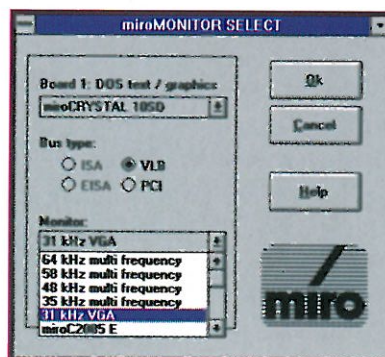 miroMONITOR SELECT
Board 1: DOS text / graphics
miroCRYSTAL 10SD
Bus type:
ISA
VLB
EISA
PCI
Monitor:
31 kHz VGA
64 kHz multi frequency
58 kHz multi frequency
48 kHz multi frequency
35 kHz multi frequency
31 kHz VGA
miroC2085 E
Ok
Cancel
Help
miro